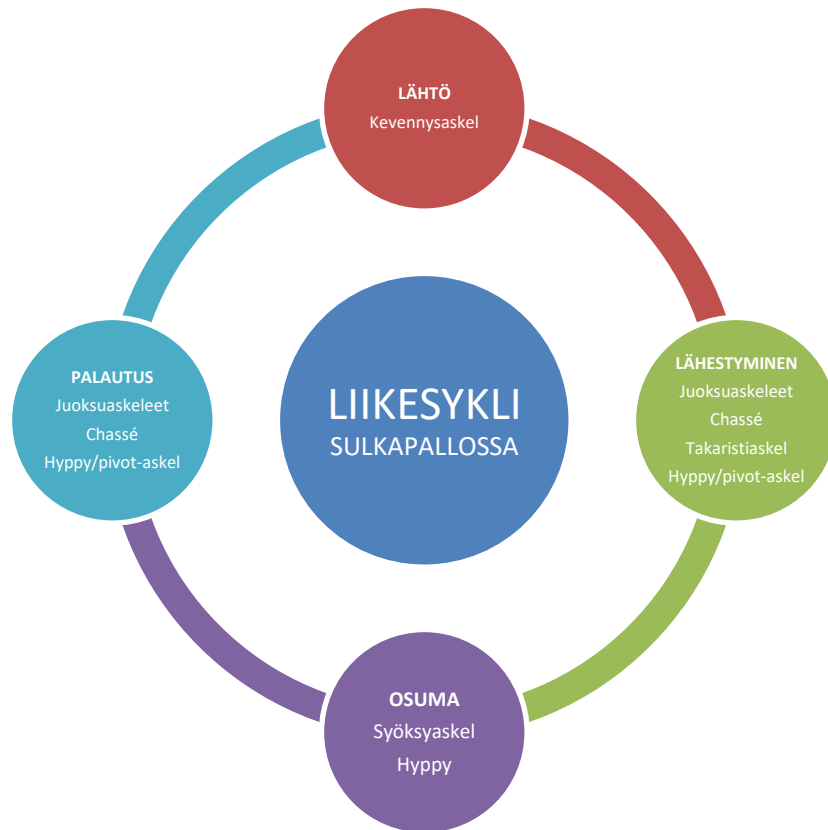 LÄHTÖ
Kevennysaskel
LÄHESTYMINEN
Juoksuaskeleet
Chassé
Takaristiaskel
Hyppy/pivot-askel
OSUMA
Syöksyaskel
Hyppy
PALAUTUS
Juoksuaskeleet
Chassé
Hyppy/pivot-askel
LIIKESYKLI
SULKAPALLOSSA